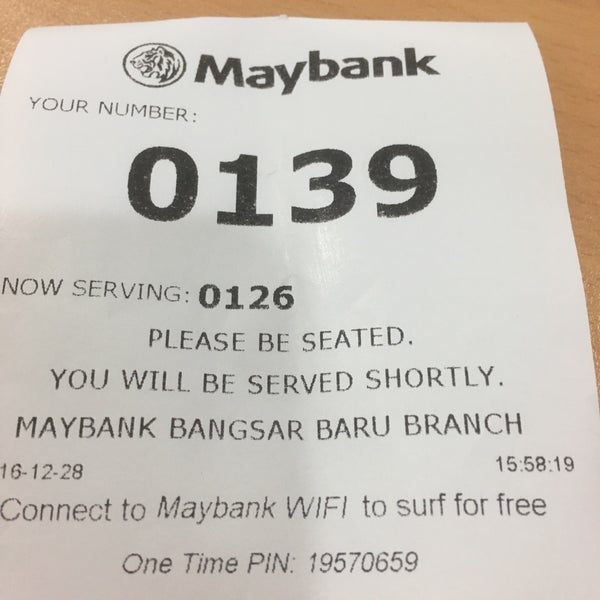 Maybank
YOUR NUMBER:
0139
NOW SERVING: 0126
PLEASE BE SEATED.
YOU WILL BE SERVED SHORTLY.
MAYBANK BANGSAR BARU BRANCH
16-12-28 15:58:19
Connect to Maybank WIFI to surf for free
One Time PIN: 19570659